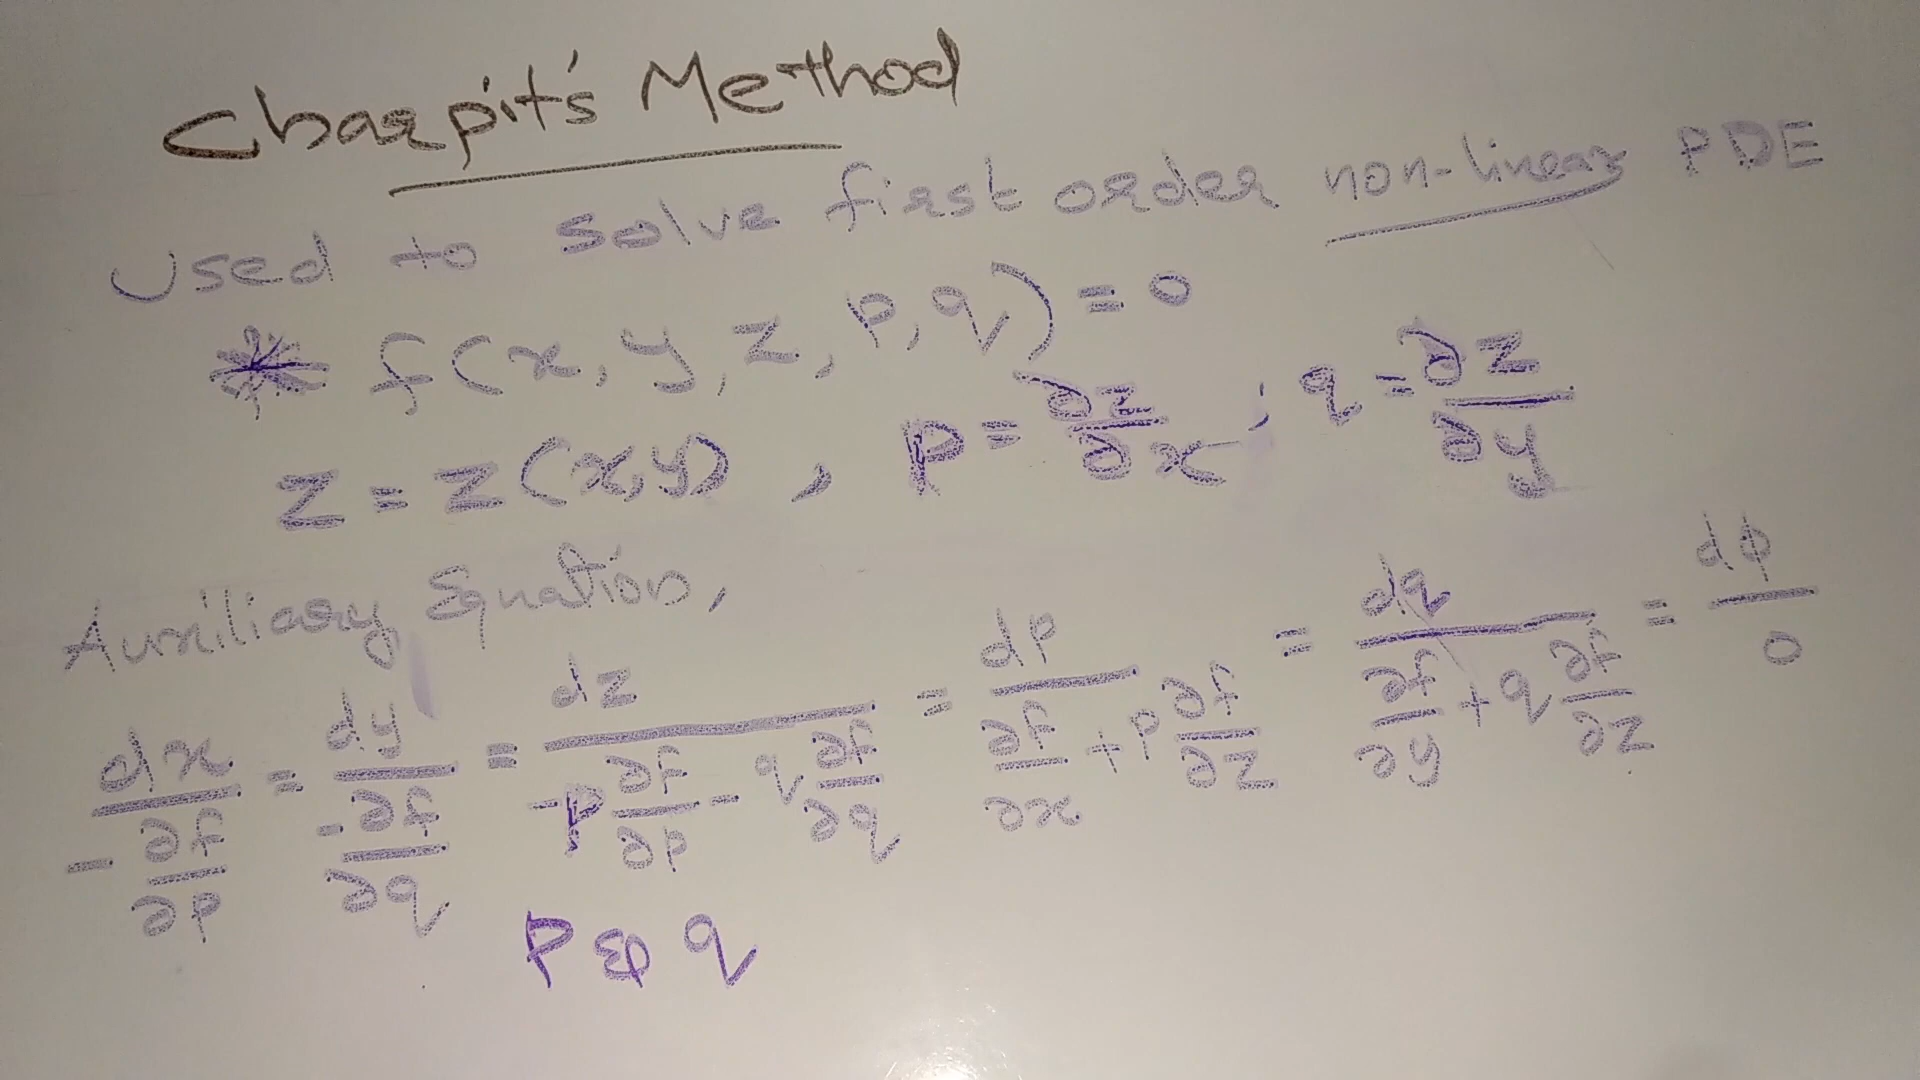 Charpit's Method
Used to solve first order non-linear PDE
* f(x, y, z, p, q) = 0
z = z(x,y), p = ∂z/∂x ; q = ∂z/∂y
Auxiliary Equation,
dx/(-∂f/∂p) = dy/(-∂f/∂q) = dz/(-p ∂f/∂p - q ∂f/∂q) = dp/(∂f/∂x + p ∂f/∂z) = dq/(∂f/∂y + q ∂f/∂z) = dϕ/0
P & q